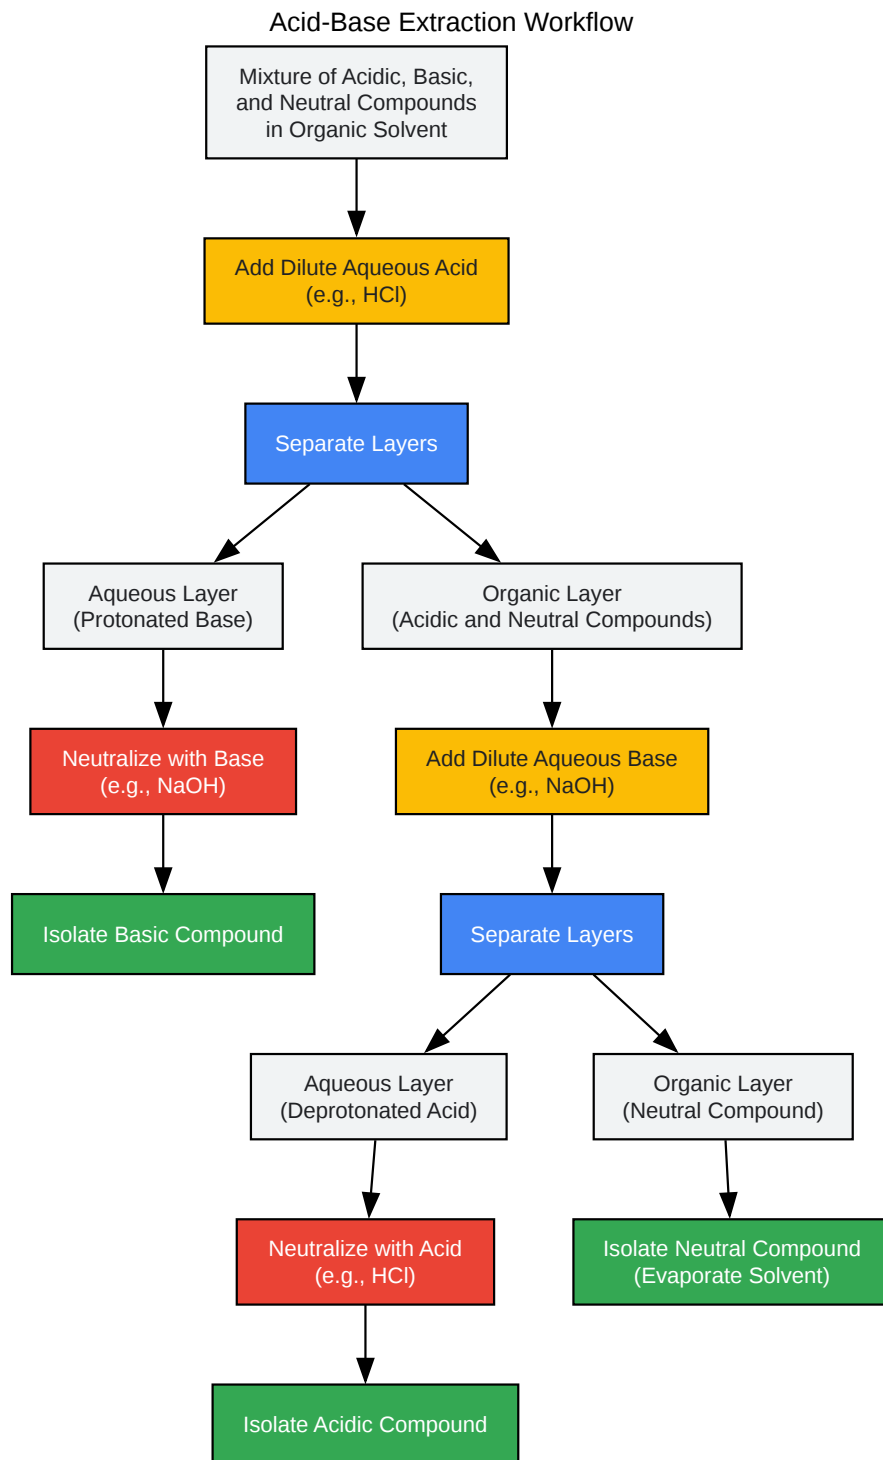 Acid-Base Extraction Workflow
Mixture of Acidic, Basic,
and Neutral Compounds
in Organic Solvent
Add Dilute Aqueous Acid
(e.g., HCl)
Separate Layers
Aqueous Layer
(Protonated Base)
Organic Layer
(Acidic and Neutral Compounds)
Neutralize with Base
(e.g., NaOH)
Add Dilute Aqueous Base
(e.g., NaOH)
Isolate Basic Compound
Separate Layers
Aqueous Layer
(Deprotonated Acid)
Organic Layer
(Neutral Compound)
Neutralize with Acid
(e.g., HCl)
Isolate Neutral Compound
(Evaporate Solvent)
Isolate Acidic Compound